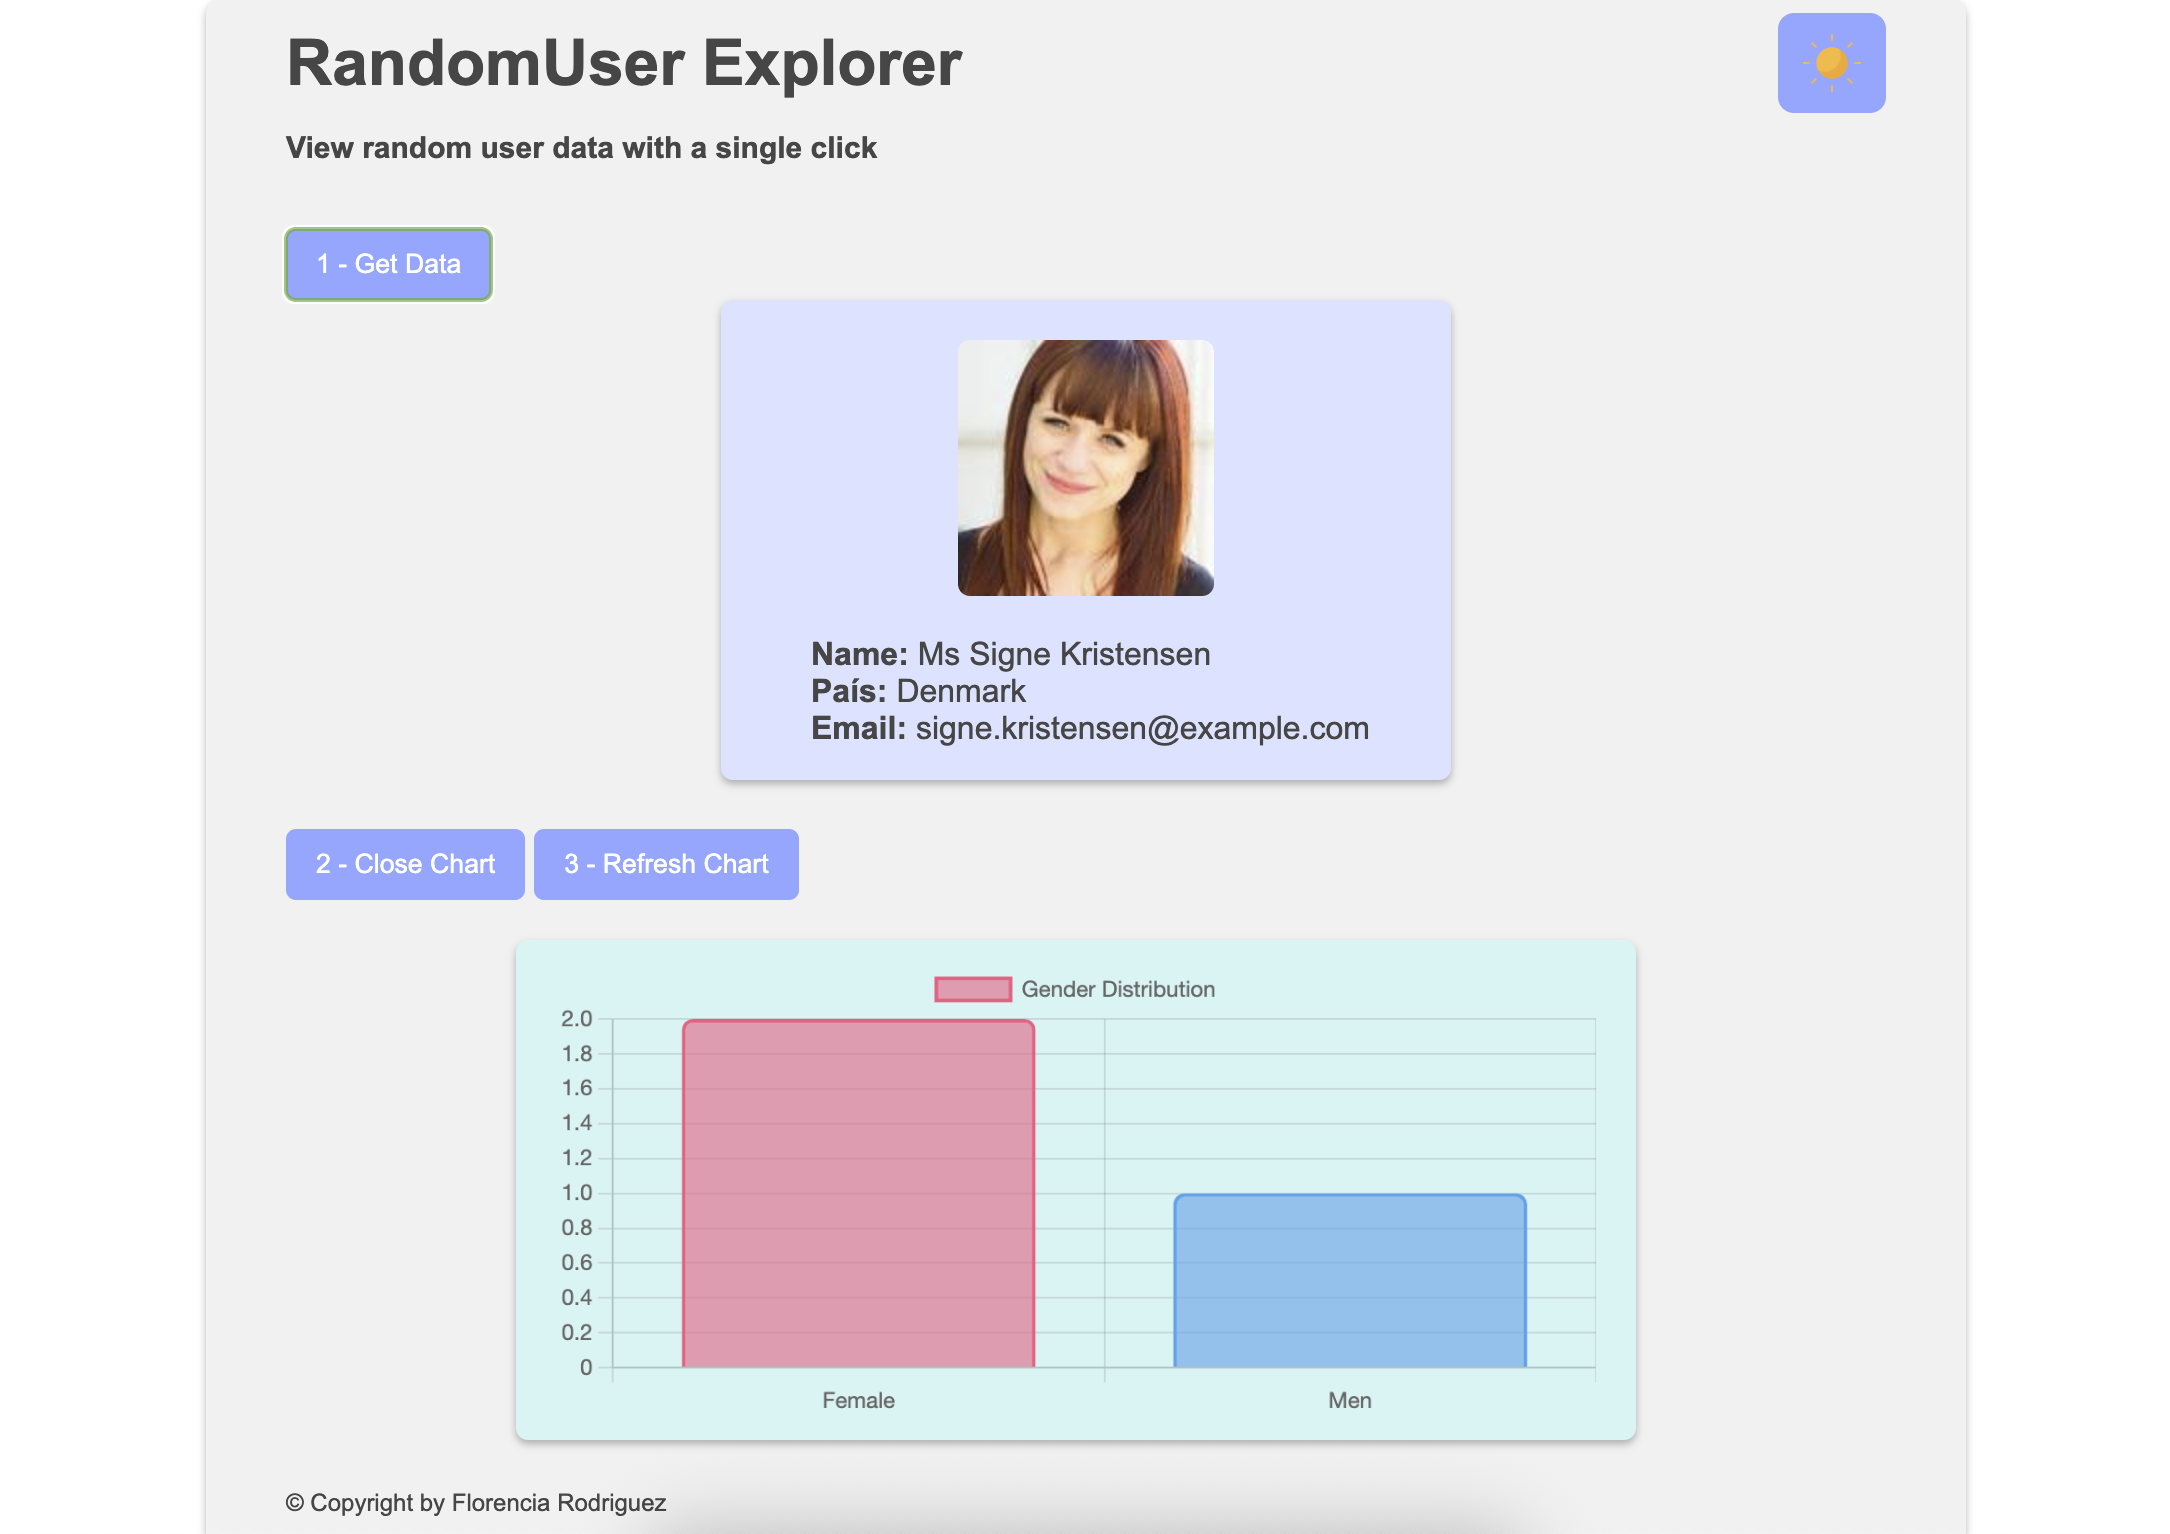 RandomUser Explorer
View random user data with a single click
1 - Get Data
Name: Ms Signe Kristensen
País: Denmark
Email: signe.kristensen@example.com
2 - Close Chart
3 - Refresh Chart
Gender Distribution
2.0
1.8
1.6
1.4
1.2
1.0
0.8
0.6
0.4
0.2
0
Female
Men
© Copyright by Florencia Rodriguez